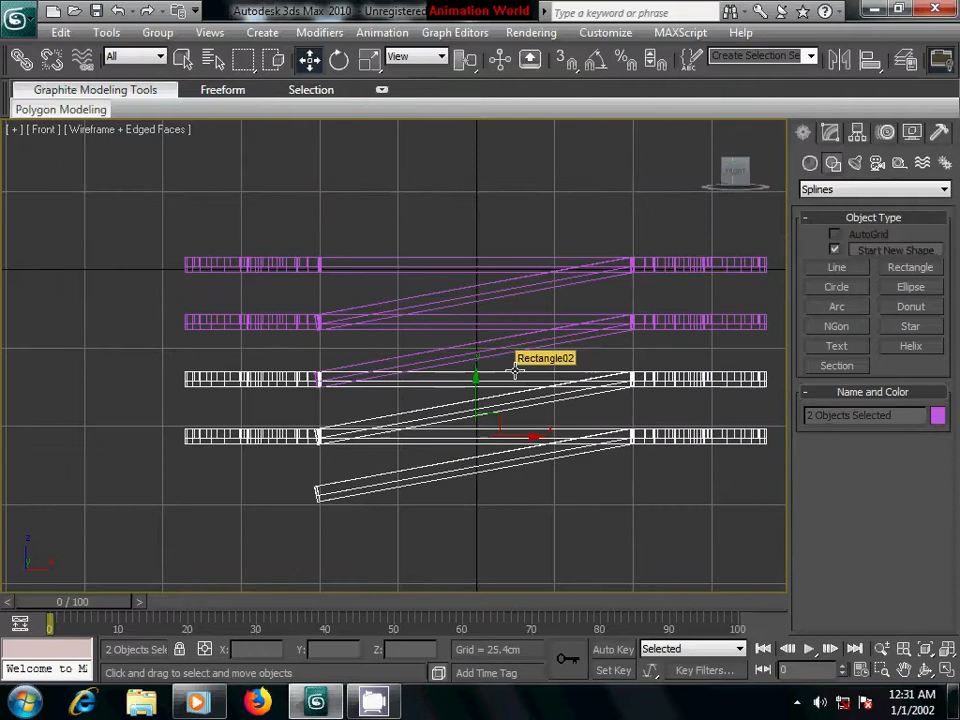 Autodesk 3ds Max 2010 - Unregistered
Animation World
Type a keyword or phrase
Edit Tools Group Views Create Modifiers Animation Graph Editors Rendering Customize MAXScript Help
All
View
3
Create Selection Se
Graphite Modeling Tools Freeform Selection
Polygon Modeling
[ + ] [ Front ] [ Wireframe + Edged Faces ]
FRONT
Splines
- Object Type
AutoGrid
Start New Shape
Line Rectangle
Circle Ellipse
Arc Donut
NGon Star
Text Helix
Section
- Name and Color
2 Objects Selected
Rectangle02
z
x
y
< 0 / 100 >
0 10 20 30 40 50 60 70 80 90 100
2 Objects Sele X: Y: Z: Grid = 25.4cm Auto Key Selected
Welcome to M Click and drag to select and move objects Add Time Tag Set Key Key Filters... 0
12:31 AM
1/1/2002